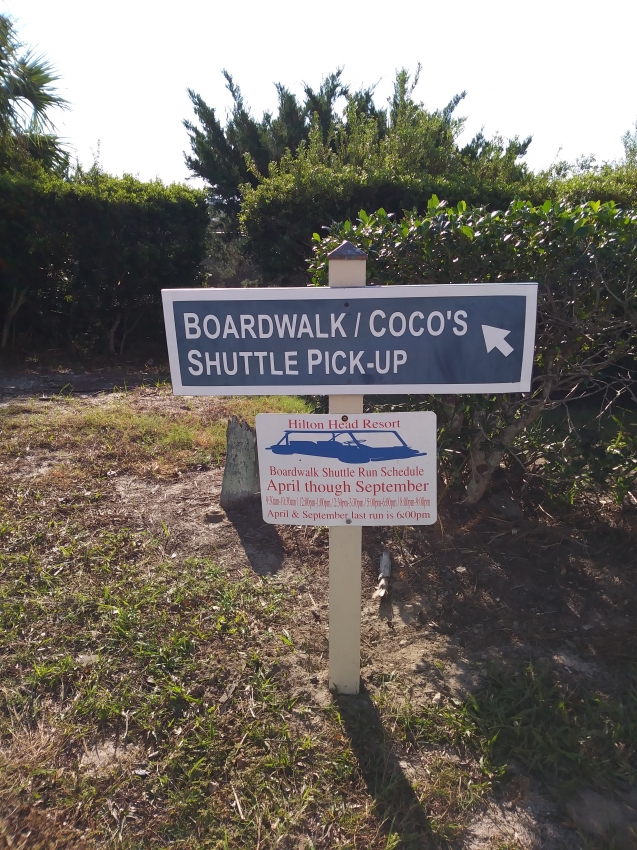 BOARDWALK / COCO'S
SHUTTLE PICK-UP
Hilton Head Resort
Boardwalk Shuttle Run Schedule
April though September
April & September last run is 6:00pm